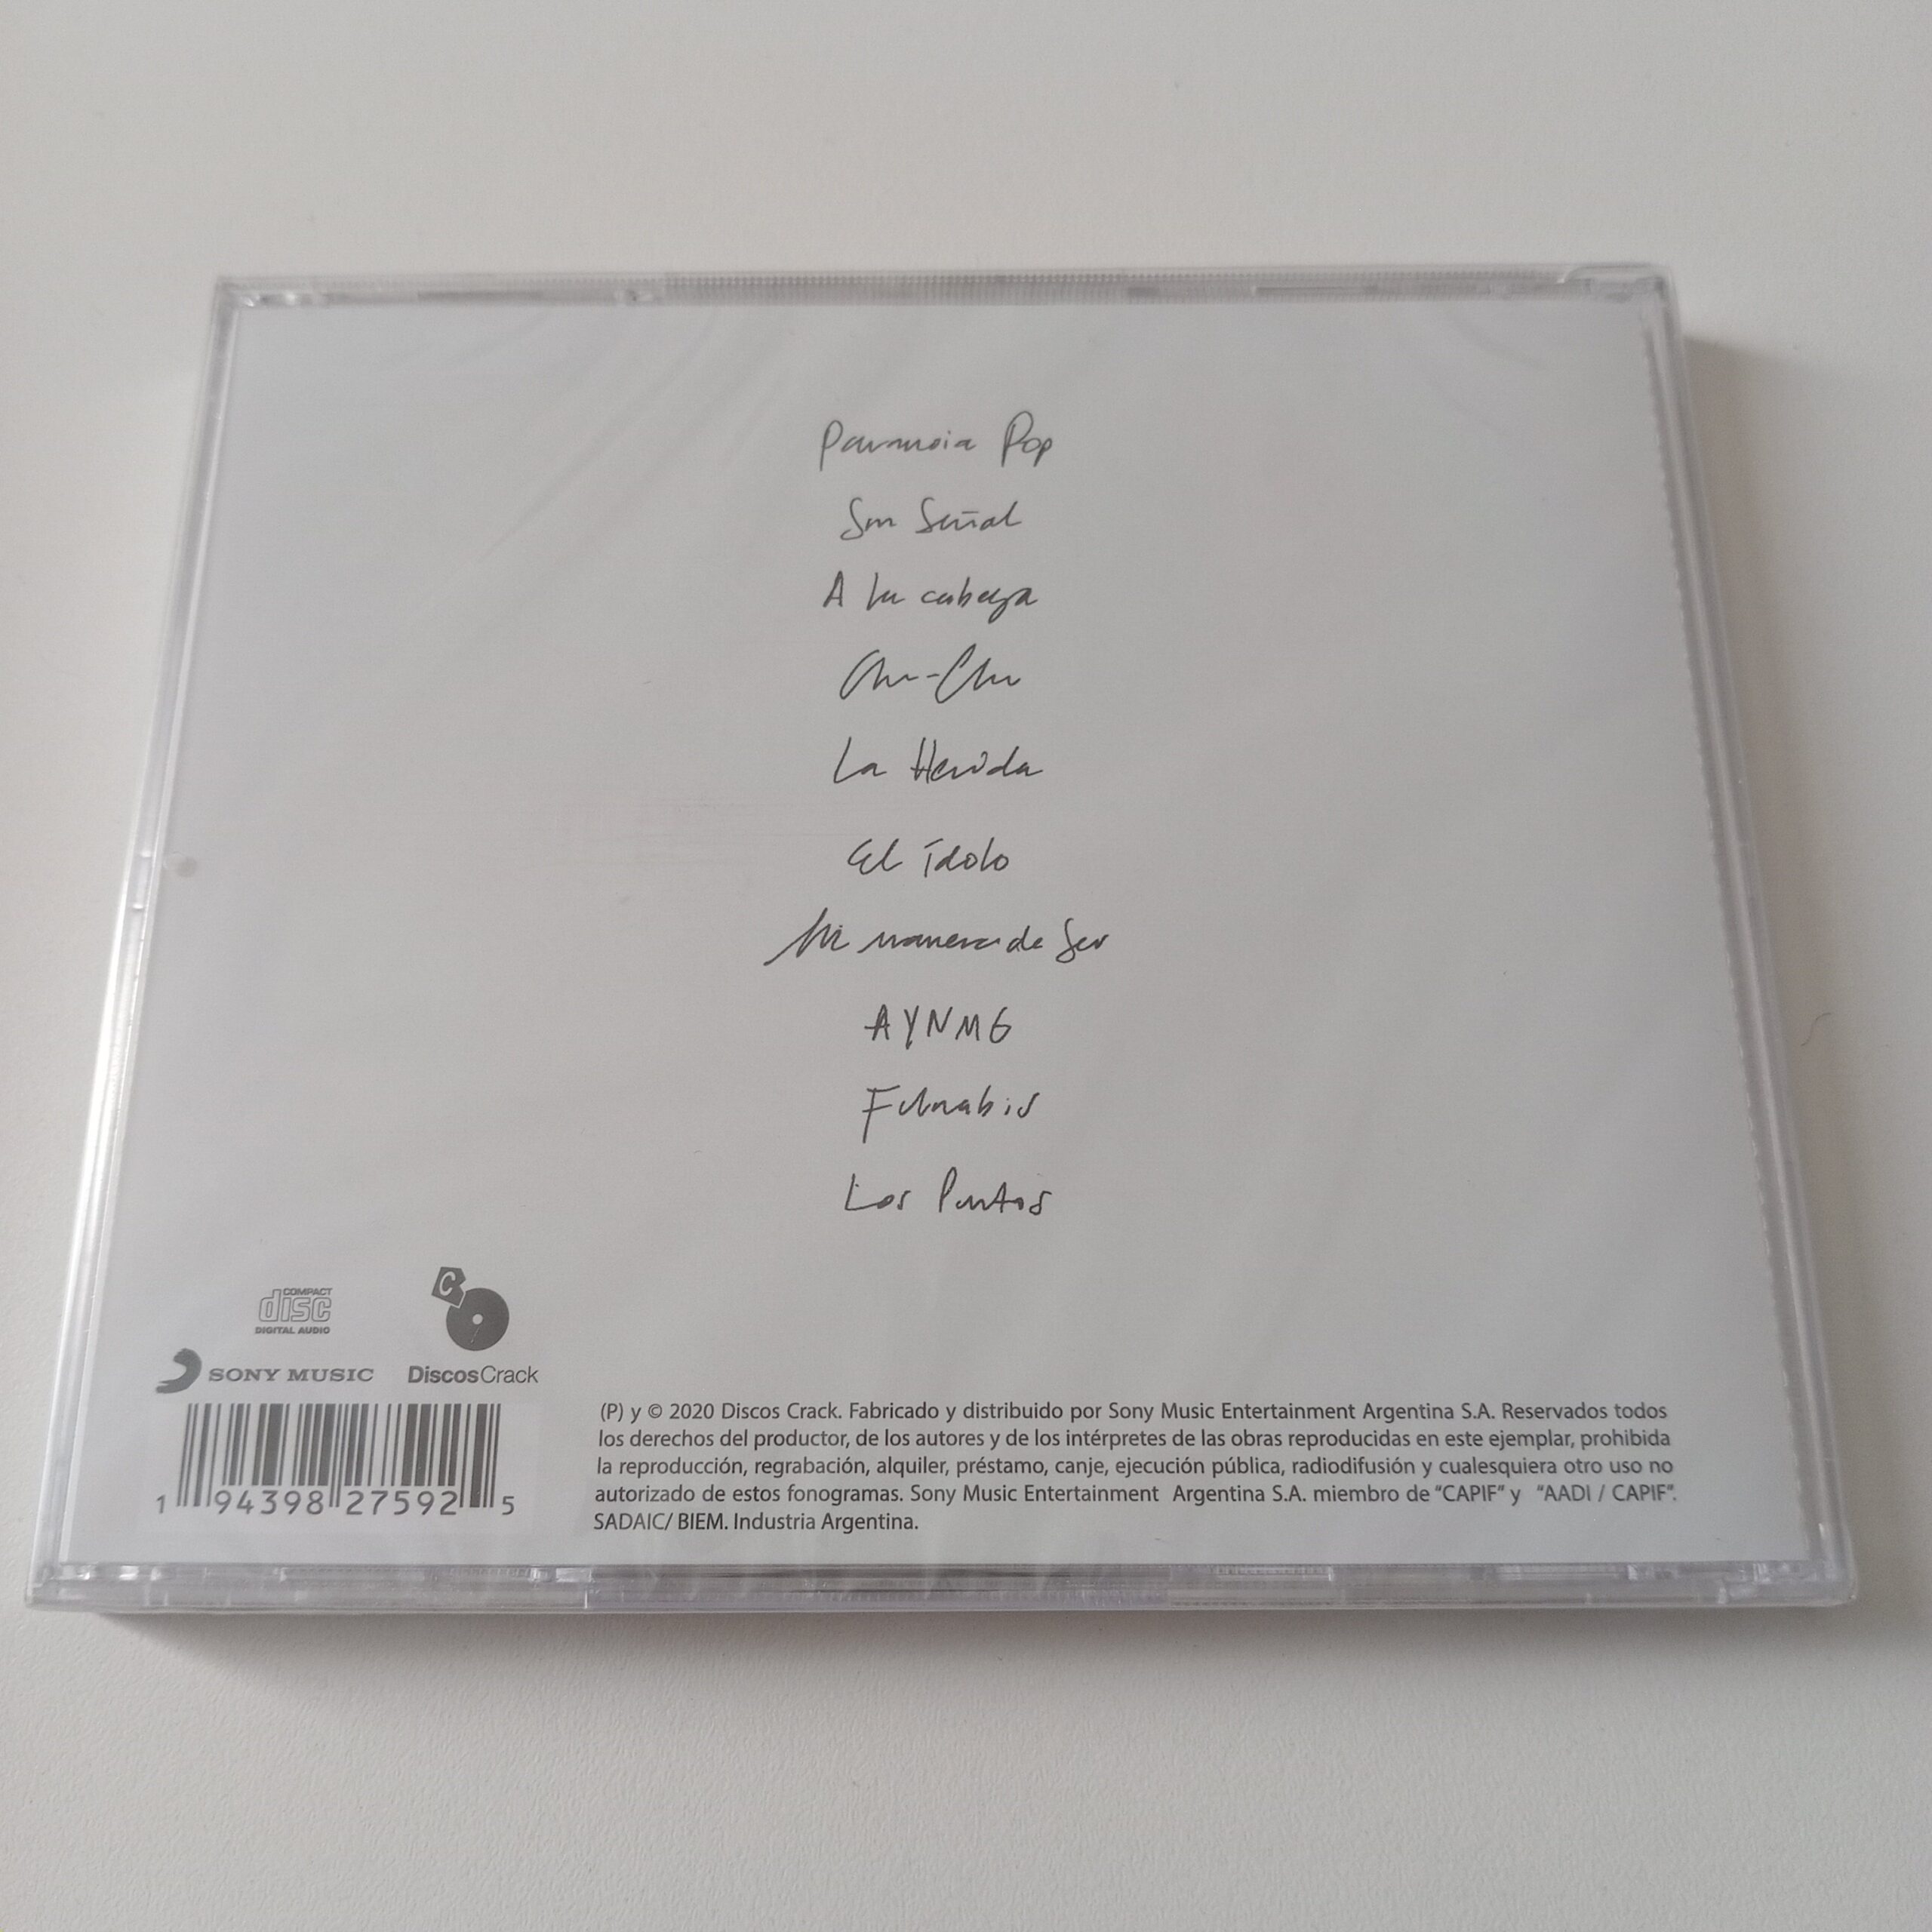 Paranoia Pop
Sin Señal
A tu cabeza
Chu-Chu
La Herida
El ídolo
Mi manera de Ser
AYNMG
Funabis
Los Puntos
COMPACT
disc
DIGITAL AUDIO
C
SONY MUSIC
DiscosCrack
1 94398 27592 5
(P) y © 2020 Discos Crack. Fabricado y distribuido por Sony Music Entertainment Argentina S.A. Reservados todos
los derechos del productor, de los autores y de los intérpretes de las obras reproducidas en este ejemplar, prohibida
la reproducción, regrabación, alquiler, préstamo, canje, ejecución pública, radiodifusión y cualesquiera otro uso no
autorizado de estos fonogramas. Sony Music Entertainment Argentina S.A. miembro de “CAPIF” y “AADI / CAPIF”.
SADAIC/ BIEM. Industria Argentina.